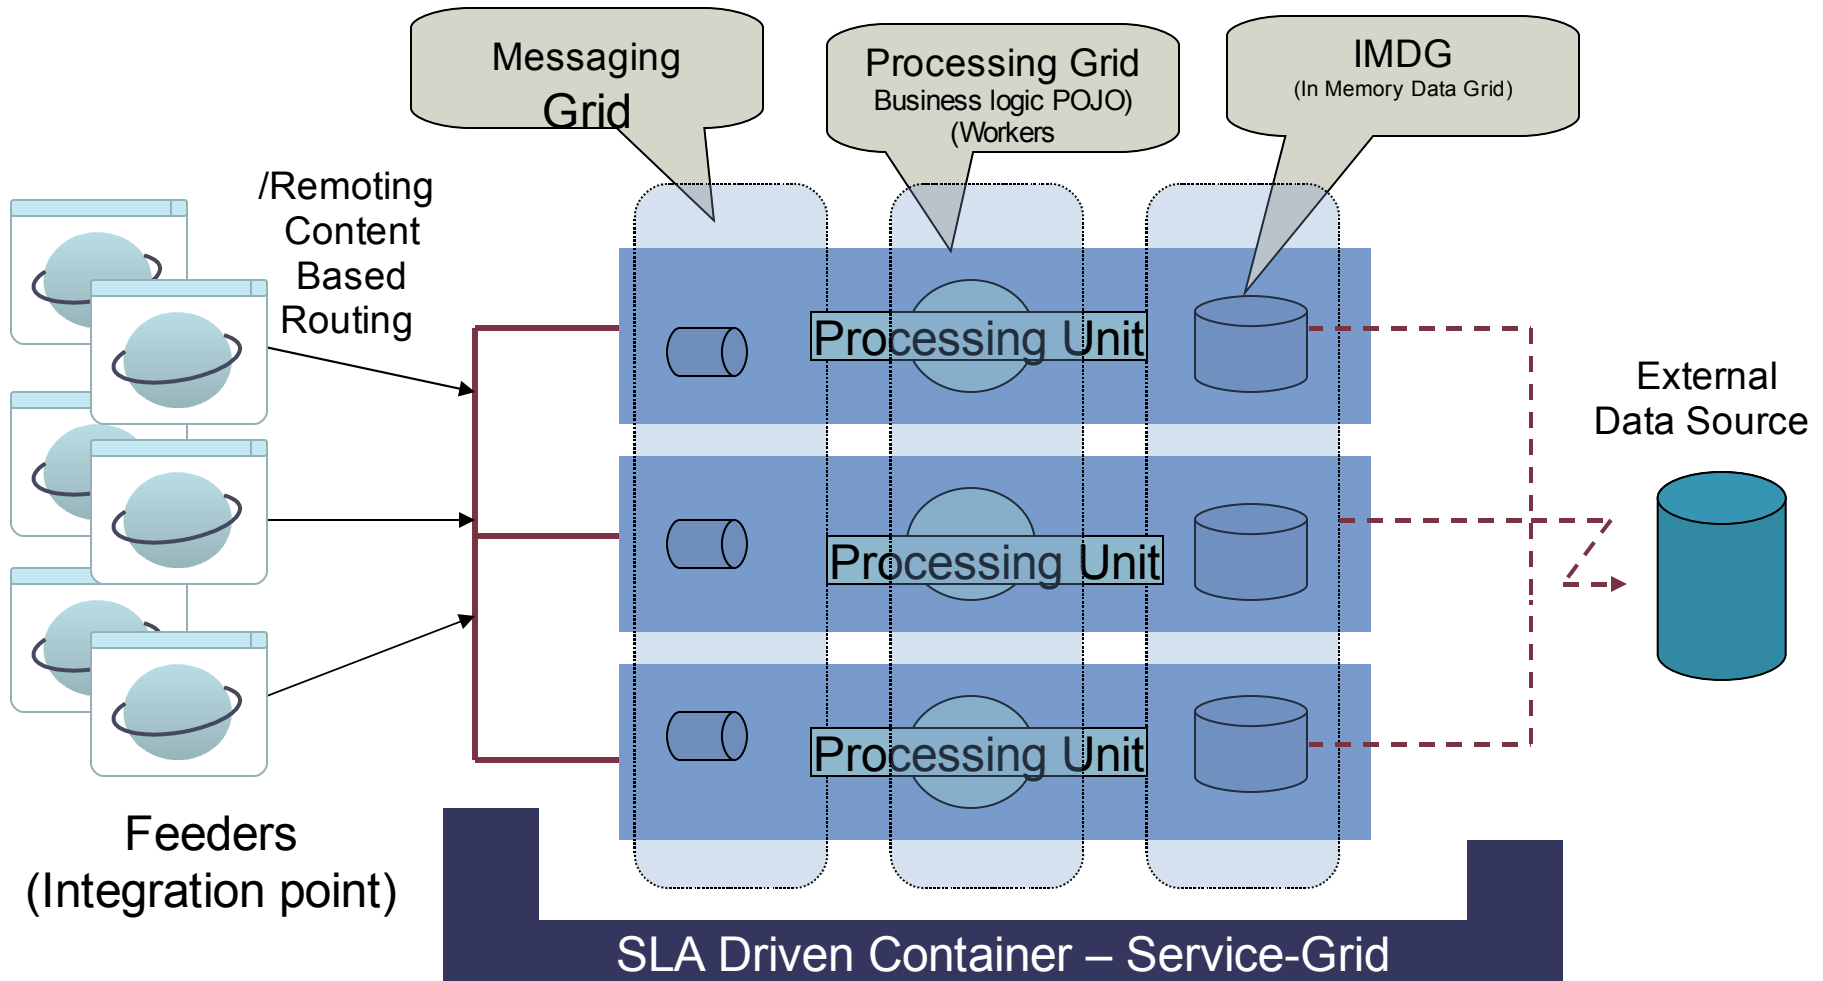 Messaging
Grid
Processing Grid
Business logic POJO)
(Workers
IMDG
(In Memory Data Grid)
/Remoting
Content
Based
Routing
Processing Unit
Processing Unit
Processing Unit
External
Data Source
Feeders
(Integration point)
SLA Driven Container – Service-Grid